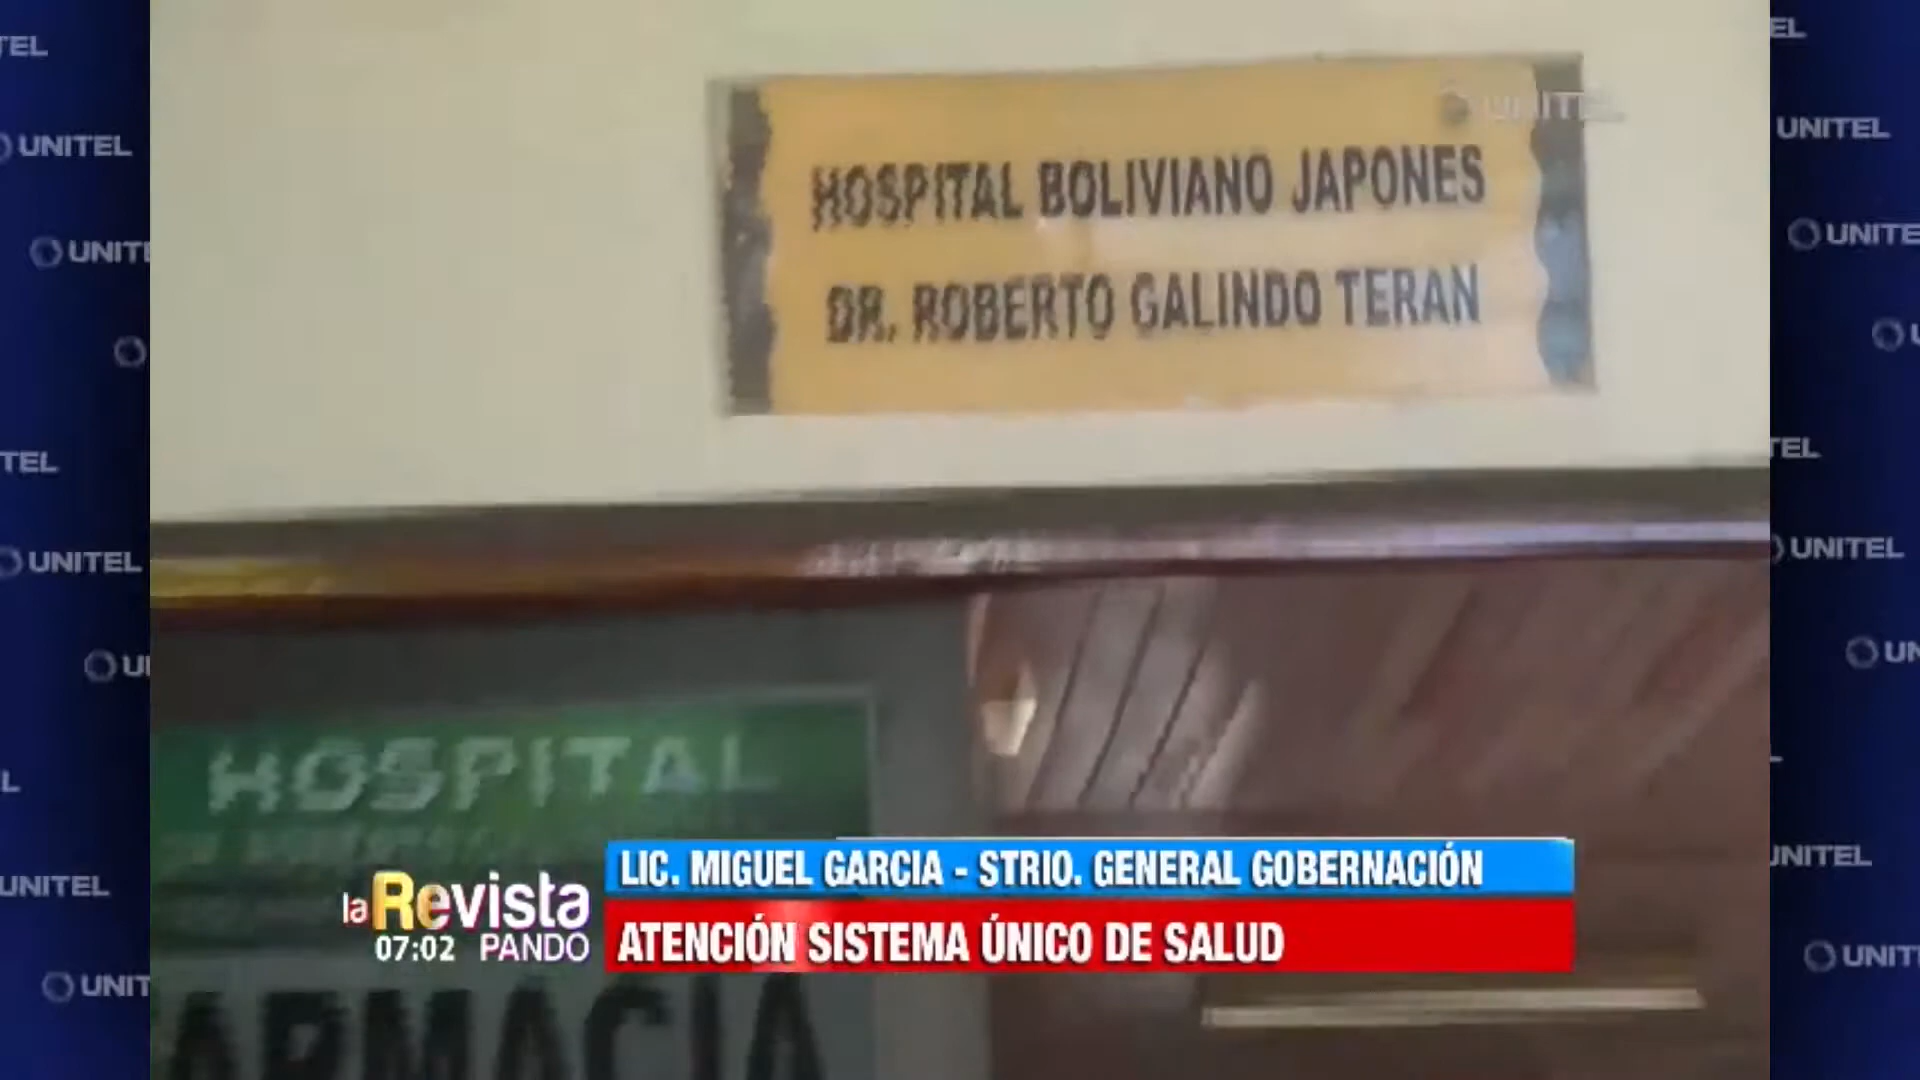 UNITEL
HOSPITAL BOLIVIANO JAPONES
DR. ROBERTO GALINDO TERAN
HOSPITAL
LIC. MIGUEL GARCIA - STRIO. GENERAL GOBERNACIÓN
la Revista
07:02 PANDO
ATENCIÓN SISTEMA ÚNICO DE SALUD
ARMACIA
UNITEL
UNITEL
UNITEL
UNITEL
UNITEL
UNITEL